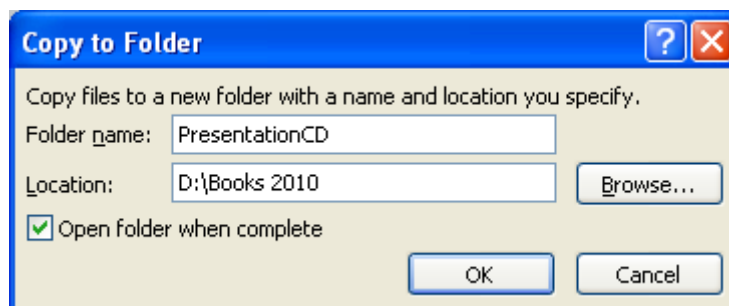 Copy to Folder
Copy files to a new folder with a name and location you specify.
Folder name: PresentationCD
Location: D:\Books 2010 Browse...
Open folder when complete
OK Cancel